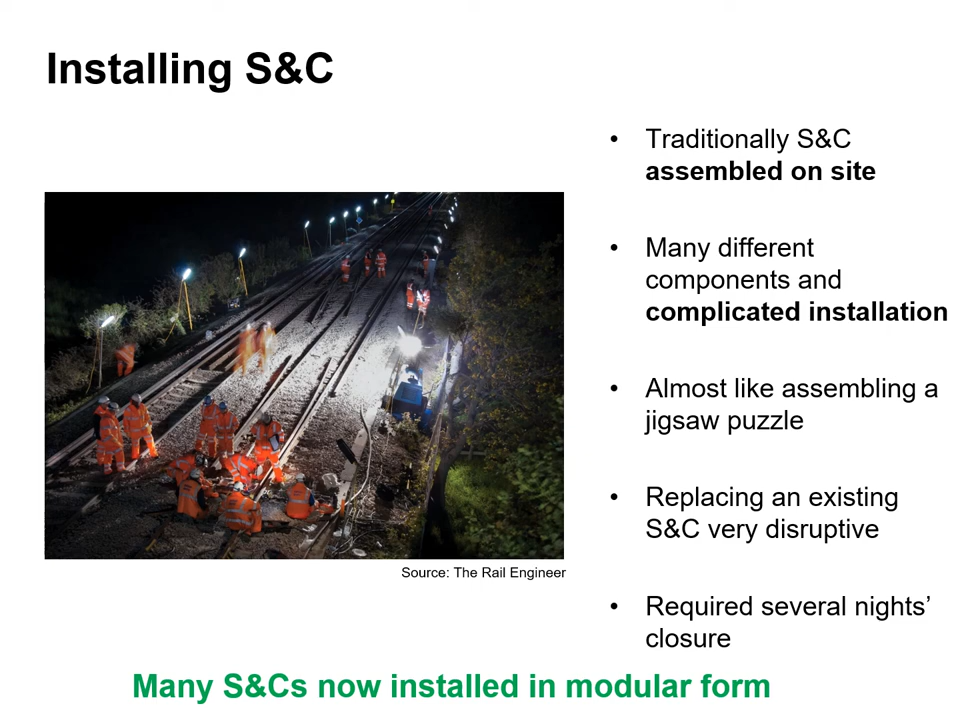 Installing S&C
• Traditionally S&C
assembled on site
• Many different
components and
complicated installation
• Almost like assembling a
jigsaw puzzle
• Replacing an existing
S&C very disruptive
• Required several nights’
closure
Source: The Rail Engineer
Many S&Cs now installed in modular form